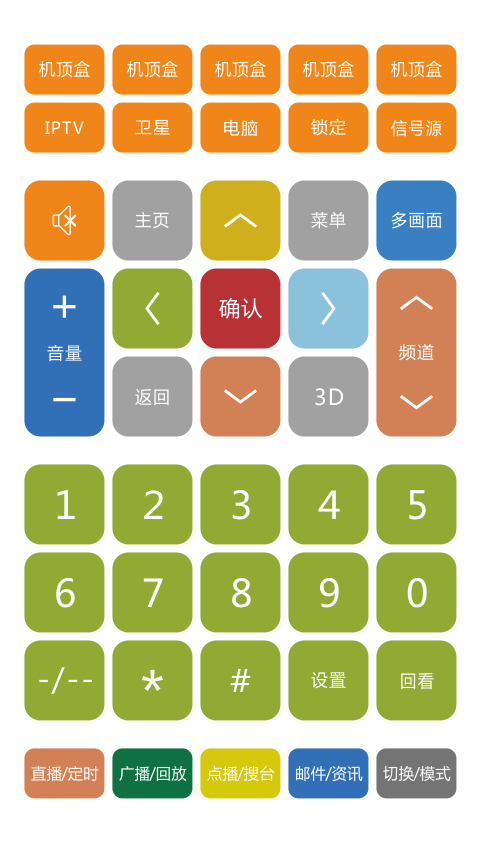 机顶盒 机顶盒 机顶盒 机顶盒 机顶盒
IPTV 卫星 电脑 锁定 信号源
主页 菜单 多画面
+ 确认
音量 频道
− 返回 3D
1 2 3 4 5
6 7 8 9 0
-/-- * # 设置 回看
直播/定时 广播/回放 点播/搜台 邮件/资讯 切换/模式